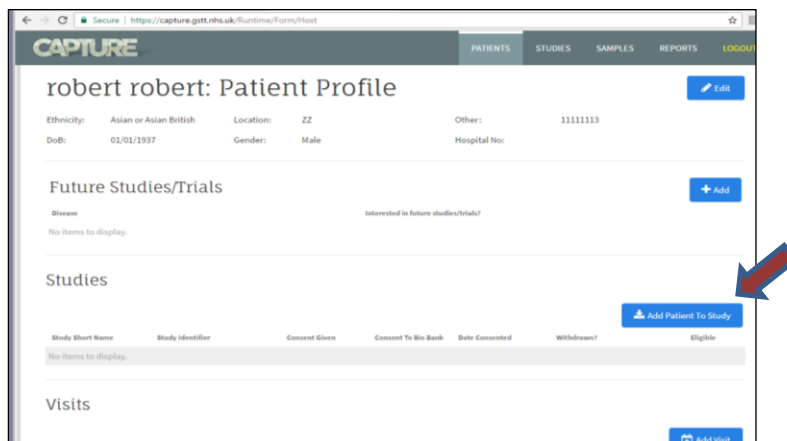 Secure | https://capture.gstt.nhs.uk/Runtime/Form/Host
CAPTURE PATIENTS STUDIES SAMPLES REPORTS LOGOUT
robert robert: Patient Profile Edit
Ethnicity: Asian or Asian British Location: ZZ Other: 11111113
DoB: 01/01/1937 Gender: Male Hospital No:
Future Studies/Trials + Add
Disease Interested in future studies/trials?
No items to display.
Studies
Add Patient To Study
Study Short Name Study Identifier Consent Given Consent To Bio Bank Date Consented Withdrawn? Eligible
No items to display.
Visits
Add Visit